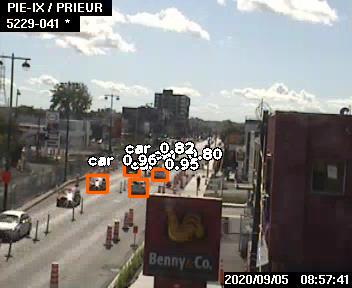 PIE-IX / PRIEUR
5229-041 *
car 0.82
car 0.96
0.80
car 0.95
Benny&Co.
2020/09/05 08:57:41